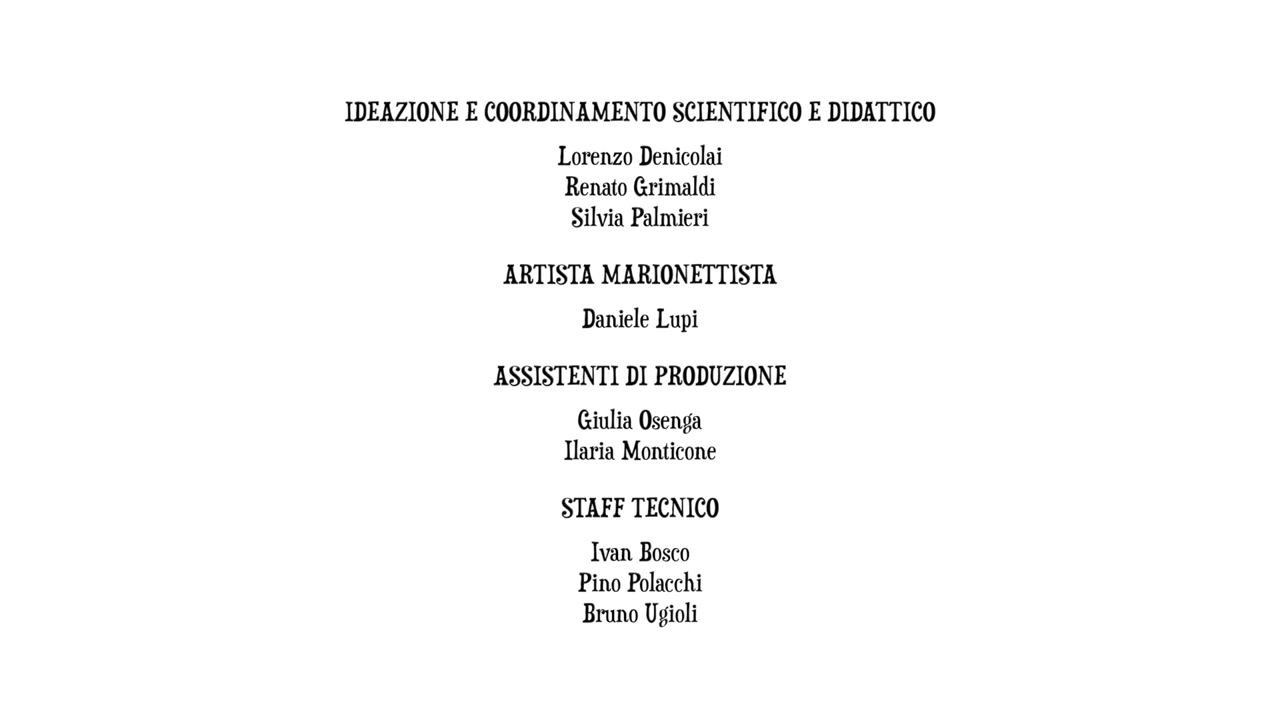 IDEAZIONE E COORDINAMENTO SCIENTIFICO E DIDATTICO
Lorenzo Denicolai
Renato Grimaldi
Silvia Palmieri
ARTISTA MARIONETTISTA
Daniele Lupi
ASSISTENTI DI PRODUZIONE
Giulia Osenga
Ilaria Monticone
STAFF TECNICO
Ivan Bosco
Pino Polacchi
Bruno Ugioli